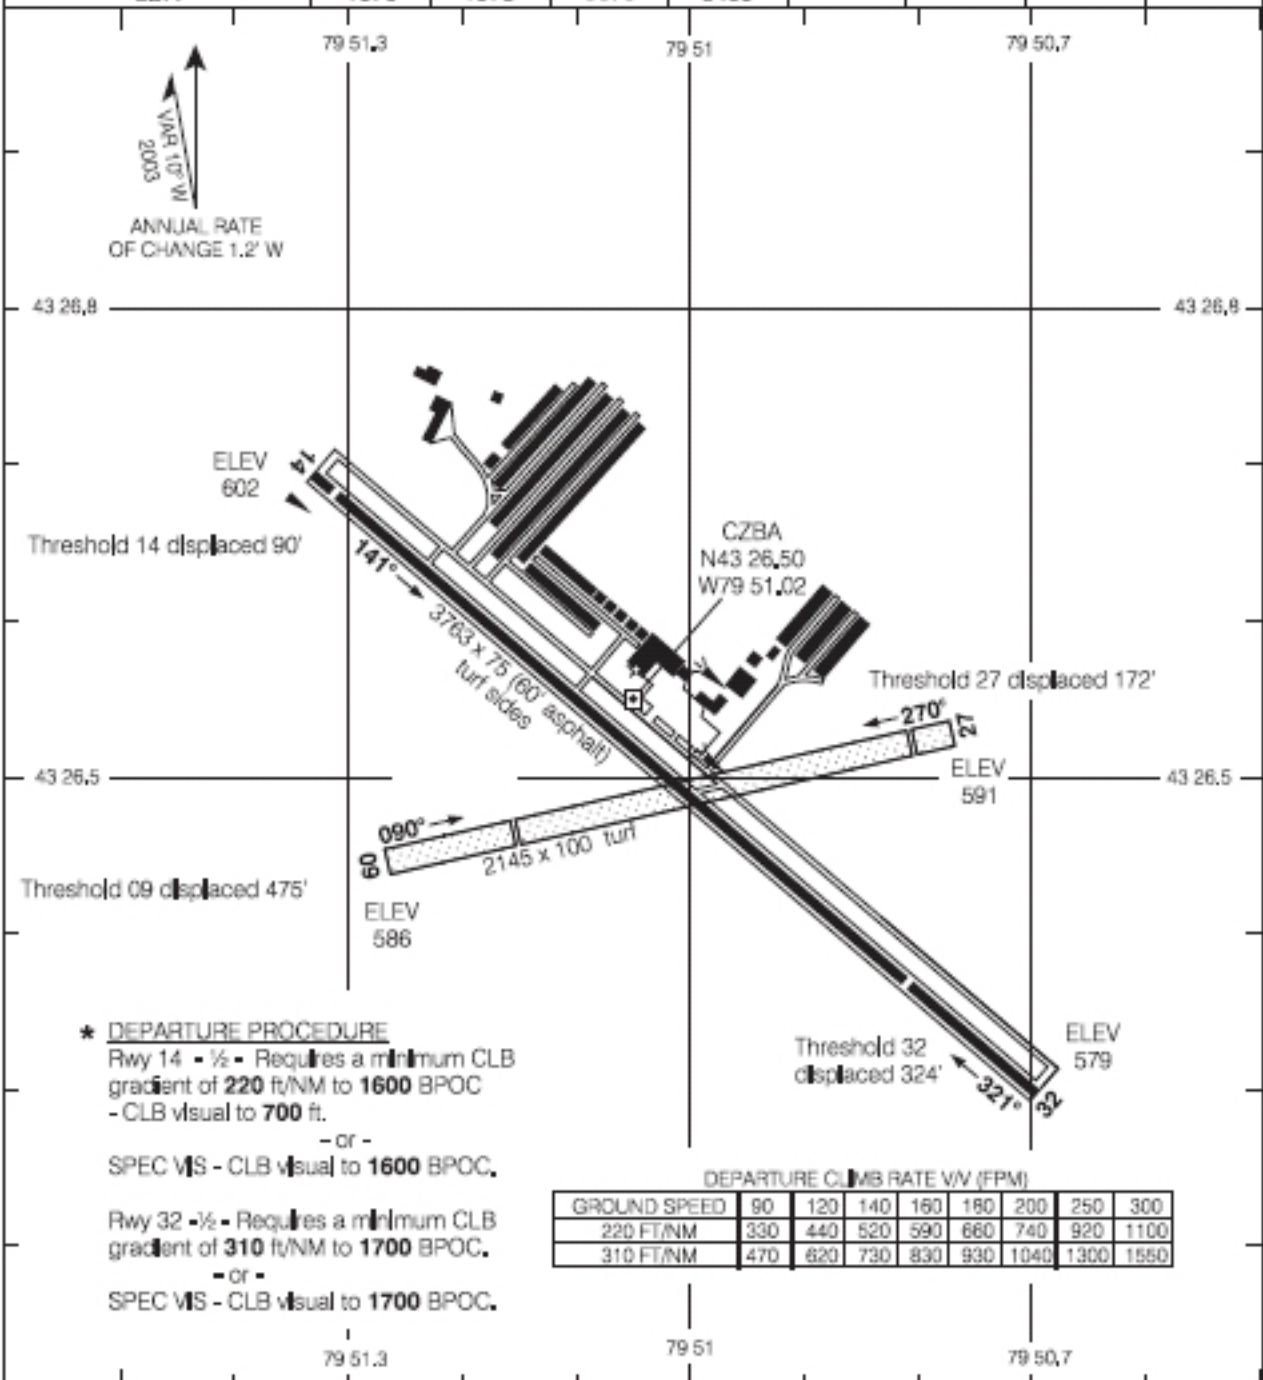 79 51.3
79 51
79 50.7
VAR 10° W
2003
ANNUAL RATE
OF CHANGE 1.2' W
43 26.8
43 26.8
ELEV
602
14
Threshold 14 displaced 90'
141°
3763 x 75 (60' asphalt)
turf sides
CZBA
N43 26.50
W79 51.02
Threshold 27 displaced 172'
270°
27
ELEV
591
43 26.5
43 26.5
090°
09
2145 x 100 turf
Threshold 09 displaced 475'
ELEV
586
ELEV
579
Threshold 32
displaced 324'
321°
32
* DEPARTURE PROCEDURE
Rwy 14 - ½ - Requires a minimum CLB
gradient of 220 ft/NM to 1600 BPOC
- CLB visual to 700 ft.
- or -
SPEC VIS - CLB visual to 1600 BPOC.
Rwy 32 - ½ - Requires a minimum CLB
gradient of 310 ft/NM to 1700 BPOC.
- or -
SPEC VIS - CLB visual to 1700 BPOC.
DEPARTURE CLIMB RATE V/V (FPM)
GROUND SPEED 90 120 140 160 180 200 250 300
220 FT/NM 330 440 520 590 660 740 920 1100
310 FT/NM 470 620 730 830 930 1040 1300 1550
79 51.3
79 51
79 50.7